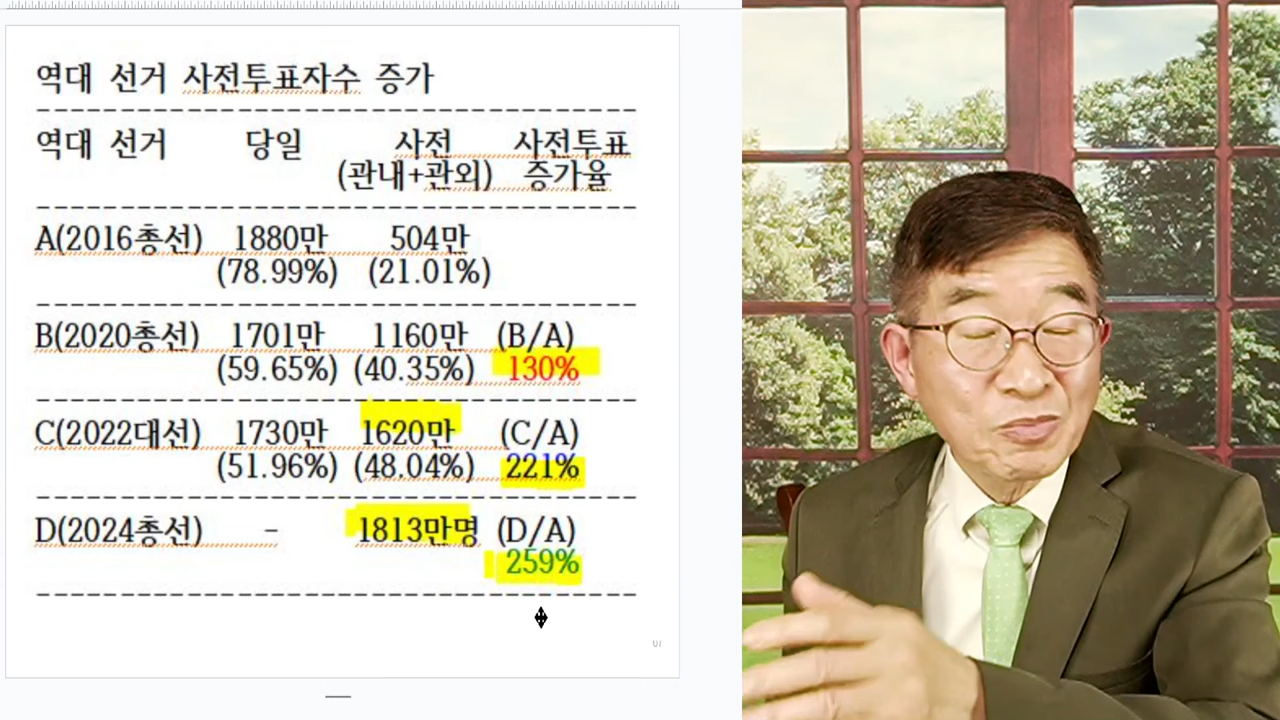 역대 선거 사전투표자수 증가
역대 선거 당일 사전 사전투표
(관내+관외) 증가율
A(2016총선) 1880만 504만
(78.99%) (21.01%)
B(2020총선) 1701만 1160만 (B/A)
(59.65%) (40.35%) 130%
C(2022대선) 1730만 1620만 (C/A)
(51.96%) (48.04%) 221%
D(2024총선) - 1813만명 (D/A)
259%